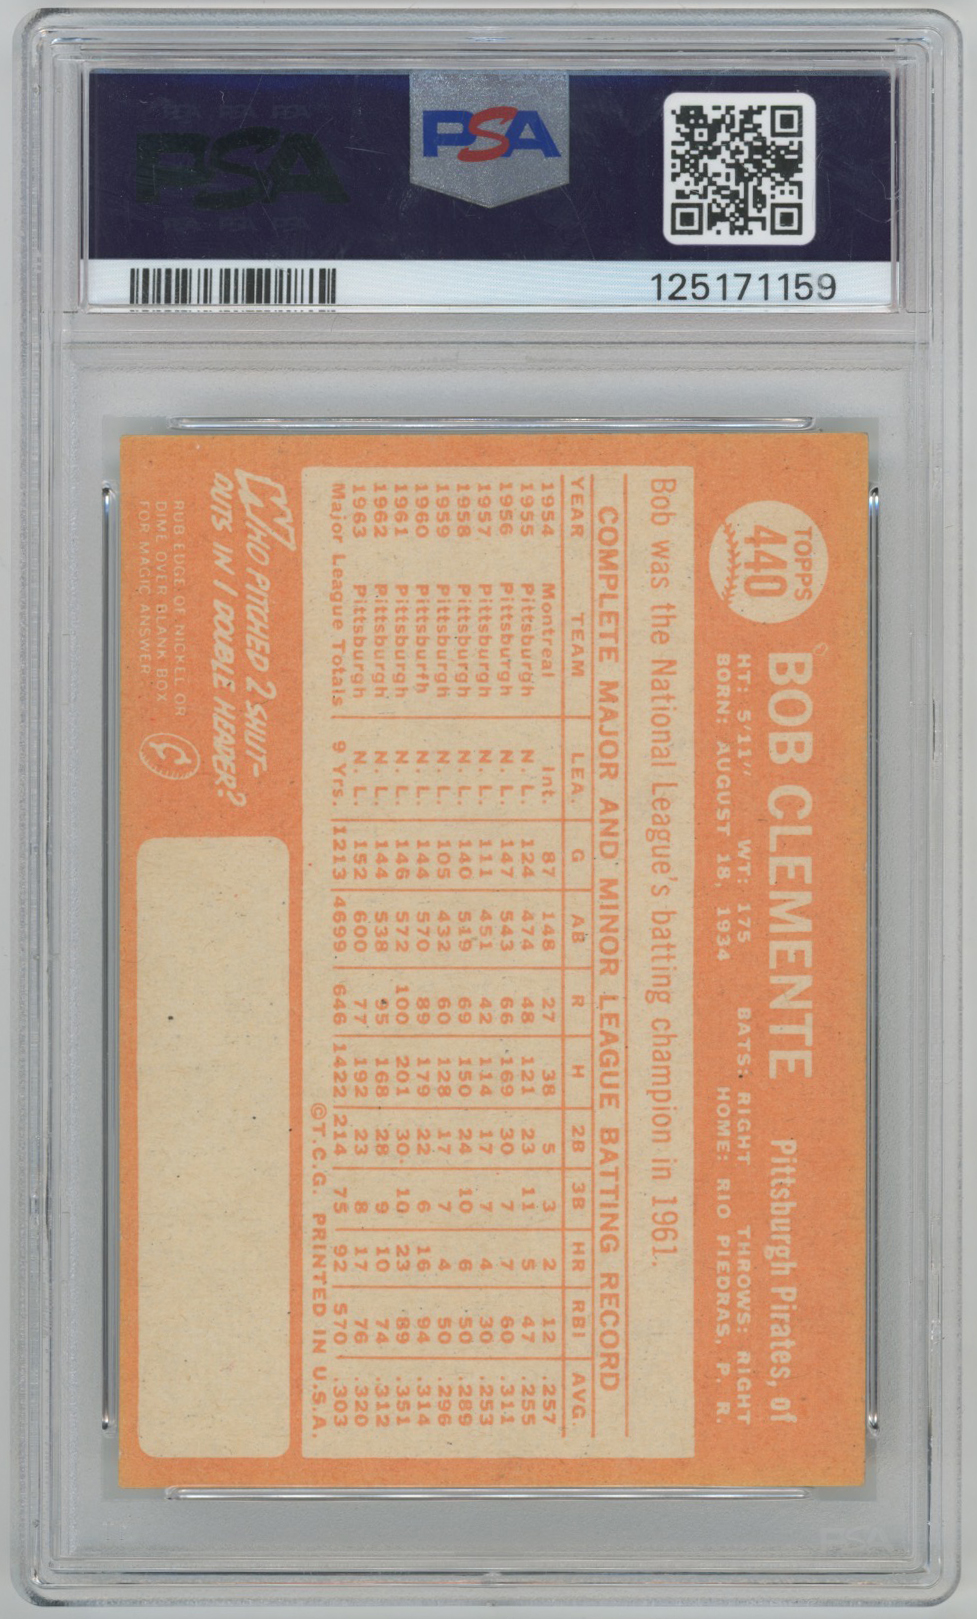 PSA
PSA
125171159
TOPPS
440
BOB CLEMENTE Pittsburgh Pirates, of
HT: 5'11" WT: 175 BATS: RIGHT THROWS: RIGHT
BORN: AUGUST 18, 1934 HOME: RIO PIEDRAS, P. R.
Bob was the National League's batting champion in 1961.
COMPLETE MAJOR AND MINOR LEAGUE BATTING RECORD
YEAR TEAM LEA. G AB R H 2B 3B HR RBI AVG.
1954 Montreal Int. 87 148 27 38 5 3 2 12 .257
1955 Pittsburgh N. L. 124 474 48 121 23 11 5 47 .255
1956 Pittsburgh N. L. 147 543 66 169 30 7 7 60 .311
1957 Pittsburgh N. L. 111 451 42 114 17 7 4 30 .253
1958 Pittsburgh N. L. 140 519 69 150 24 10 6 50 .289
1959 Pittsburgh N. L. 105 432 60 128 17 7 4 50 .296
1960 Pittsburfh N. L. 144 570 89 179 22 6 16 94 .314
1961 Pittsburgh N. L. 146 572 100 201 30 10 23 89 .351
1962 Pittsburgh N. L. 144 538 95 168 28 9 10 74 .312
1963 Pittsburgh N. L. 152 600 77 192 23 8 17 76 .320
Major League Totals 9 Yrs. 1213 4699 646 1422 214 75 92 570 .303
©T.C.G. PRINTED IN U.S.A.
WHO PITCHED 2 SHUT-
OUTS IN 1 DOUBLE HEADER?
RUB EDGE OF NICKEL OR
DIME OVER BLANK BOX
FOR MAGIC ANSWER
PSA